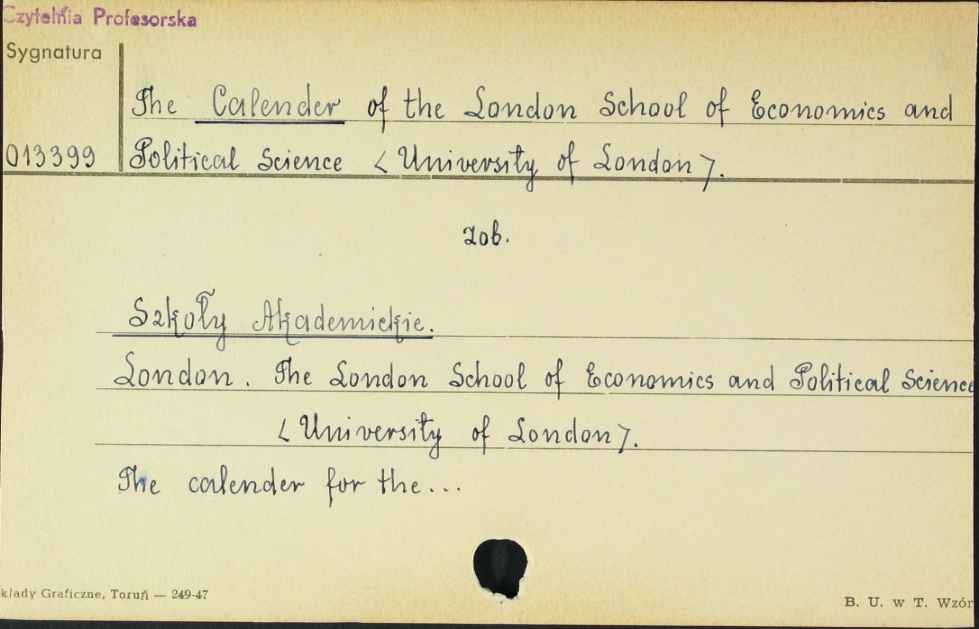 Czytelnia Profesorska
Sygnatura
The Calender of the London School of Economics and
013399 Political Science <University of London>.
zob.
Szkoły Akademickie.
London. The London School of Economics and Political Science
<University of London>.
The calender for the...
kłady Graficzne, Toruń — 249-47
B. U. w T. Wzór